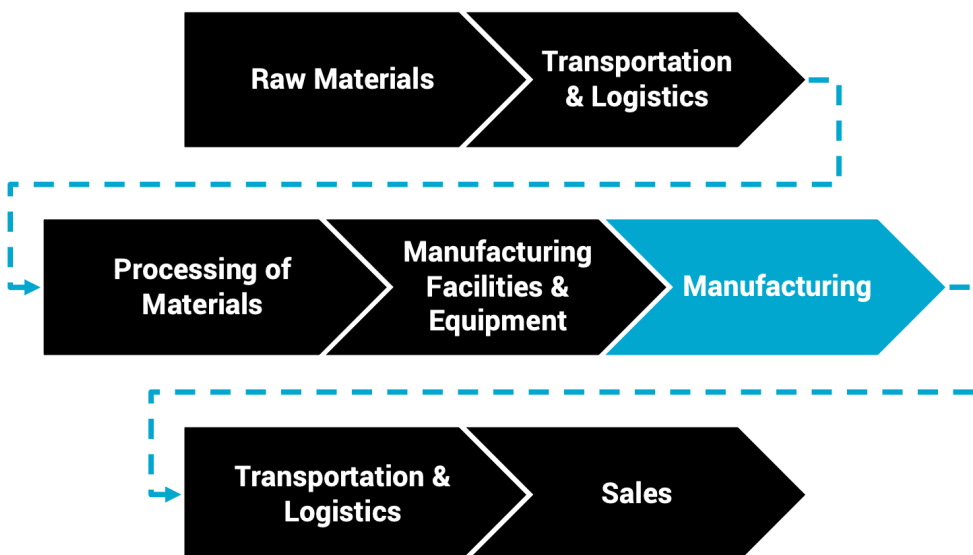 Raw Materials
Transportation
& Logistics
Processing of
Materials
Manufacturing
Facilities &
Equipment
Manufacturing
Transportation &
Logistics
Sales